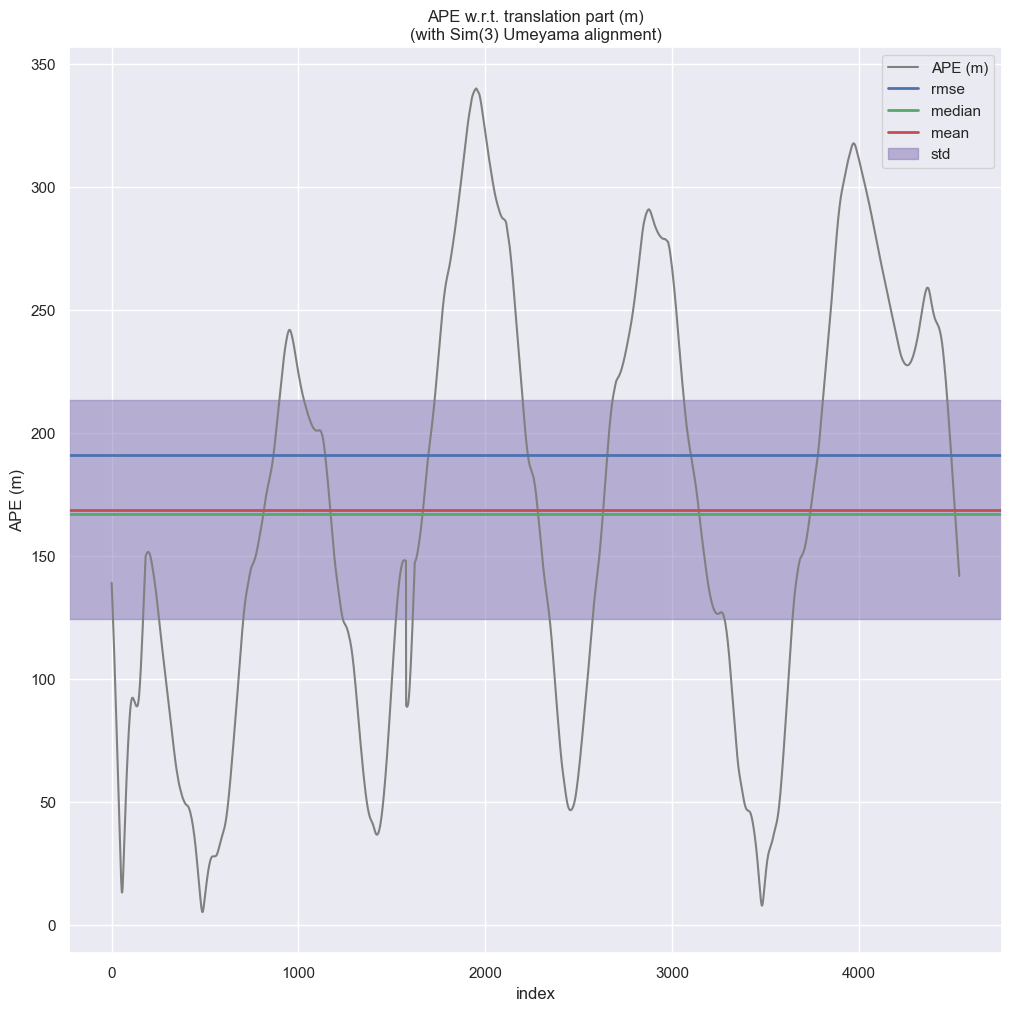 APE w.r.t. translation part (m)
(with Sim(3) Umeyama alignment)
350
300
250
200
150
100
50
0
APE (m)
APE (m)
rmse
median
mean
std
0
1000
2000
3000
4000
index